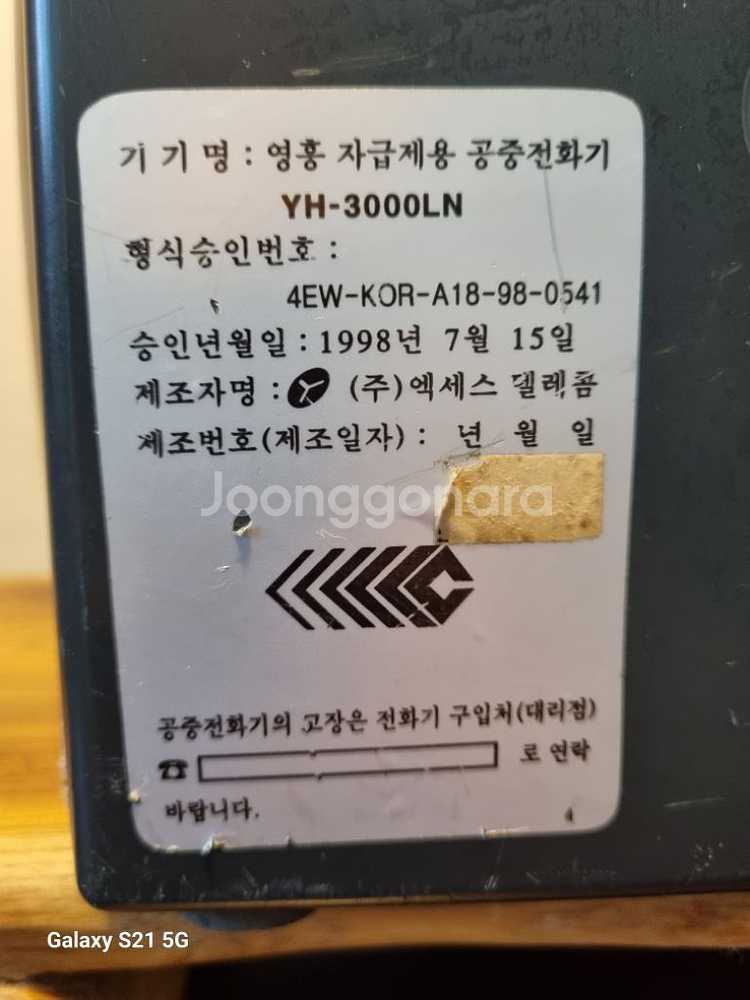 기 기 명 : 영흥 자급제용 공중전화기
YH-3000LN
형식승인번호 :
4EW-KOR-A18-98-0541
승인년월일 : 1998년 7월 15일
제조자명 : (주)엑세스 텔레콤
제조번호(제조일자) : 년 월 일
Joonggonara
공중전화기의 고장은 전화기 구입처(대리점)
☎ 로 연락
바랍니다.
Galaxy S21 5G